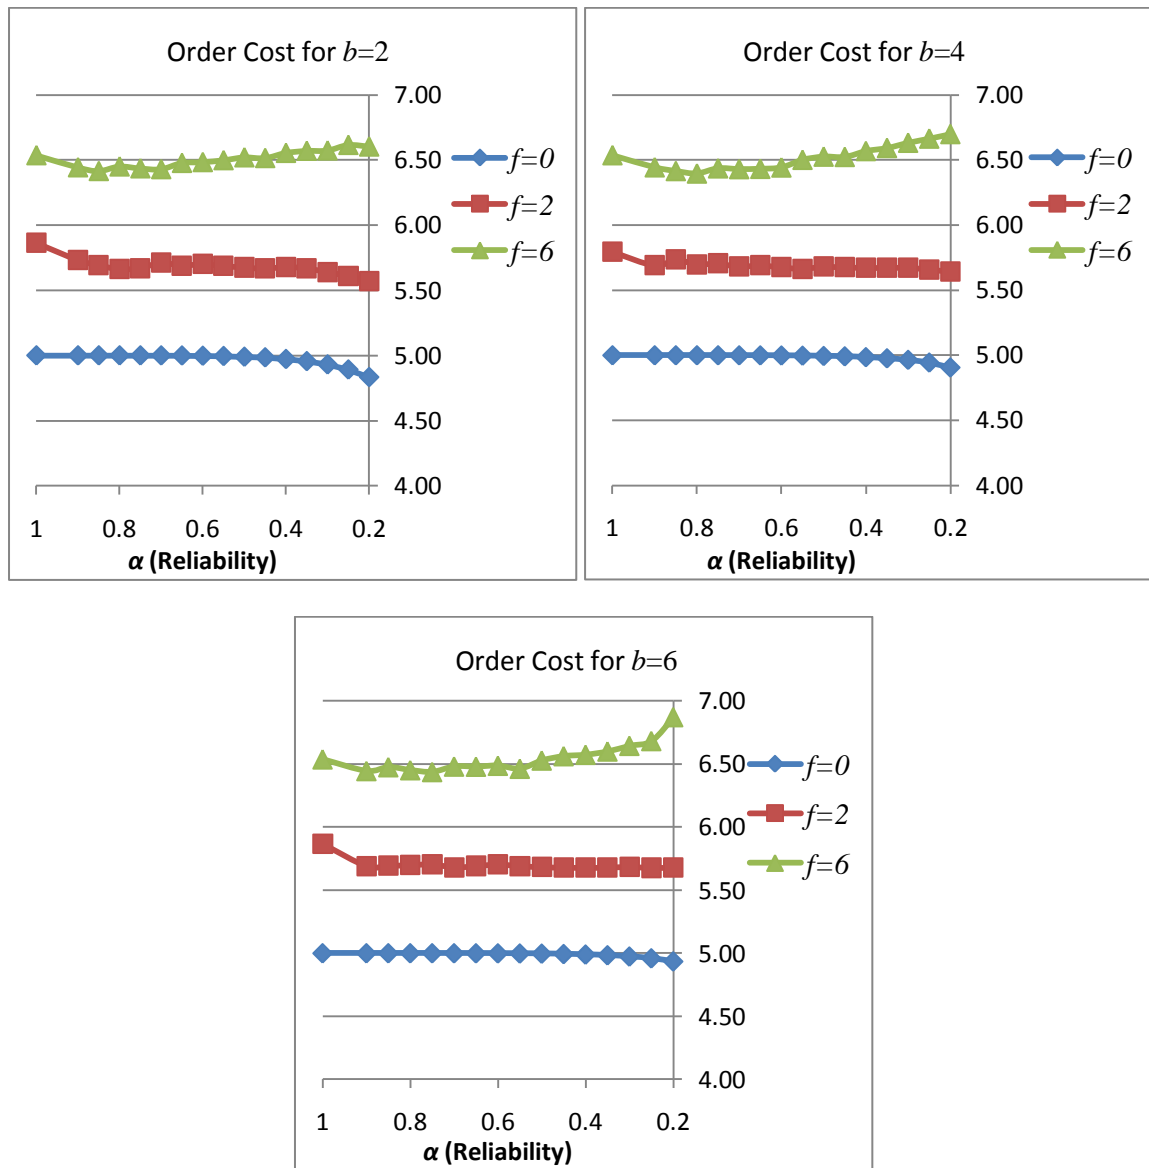 Order Cost for b=2
7.00
6.50
6.00
5.50
5.00
4.50
4.00
f=0
f=2
f=6
1 0.8 0.6 0.4 0.2
α (Reliability)
Order Cost for b=4
7.00
6.50
6.00
5.50
5.00
4.50
4.00
f=0
f=2
f=6
1 0.8 0.6 0.4 0.2
α (Reliability)
Order Cost for b=6
7.00
6.50
6.00
5.50
5.00
4.50
4.00
f=0
f=2
f=6
1 0.8 0.6 0.4 0.2
α (Reliability)